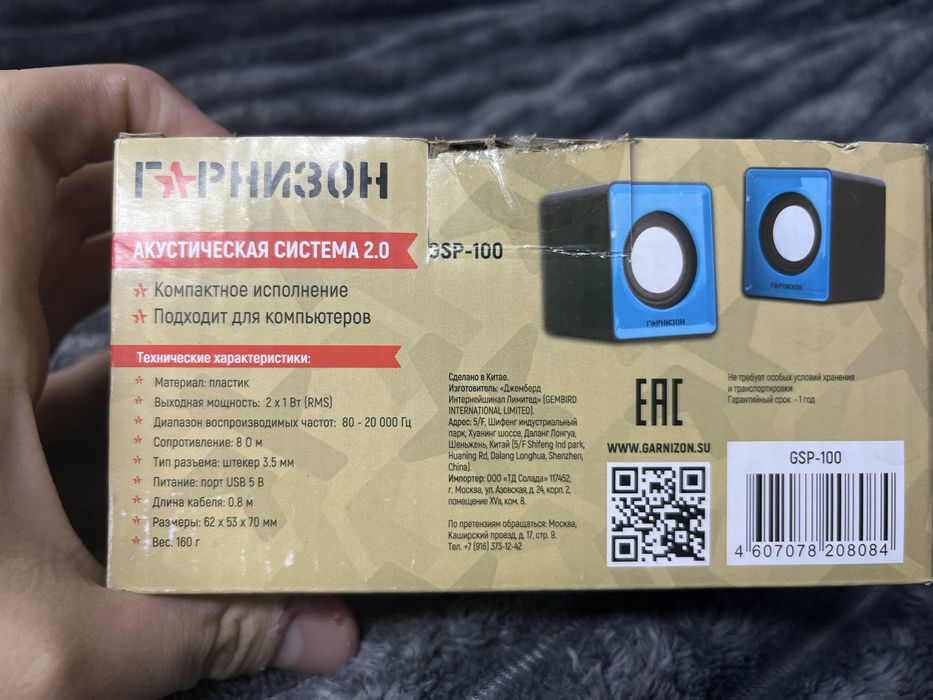 ГАРНИЗОН
АКУСТИЧЕСКАЯ СИСТЕМА 2.0
GSP-100
Компактное исполнение
Подходит для компьютеров
Технические характеристики:
Материал: пластик
Выходная мощность: 2 x 1 Вт (RMS)
Диапазон воспроизводимых частот: 80 - 20 000 Гц
Сопротивление: 8 О м
Тип разъема: штекер 3.5 мм
Питание: порт USB 5 В
Длина кабеля: 0.8 м
Размеры: 62 x 53 x 70 мм
Вес: 160 г
Сделано в Китае.
Изготовитель: «Джемберд
Интернейшинал Лимитед» (GEMBIRD
INTERNATIONAL LIMITED).
Адрес: 5/F, Шифенг индустриальный
парк, Хуанинг шоссе, Даланг Лонгуа,
Шеньжень, Китай (5/F Shifeng Ind park,
Huaning Rd, Dalang Longhua, Shenzhen,
China).
Импортер: ООО «ТД Солада» 117452,
г. Москва, ул. Азовская, д. 24, корп. 2,
помещение XVв, ком. 8.
По претензиям обращаться: Москва,
Каширский проезд, д. 17, стр. 9.
Тел. +7 (916) 373-12-42
ГАРНИЗОН
ГАРНИЗОН
EAC
WWW.GARNIZON.SU
Не требует особых условий хранения
и транспортировки
Гарантийный срок - 1 год
GSP-100
4 607078 208084